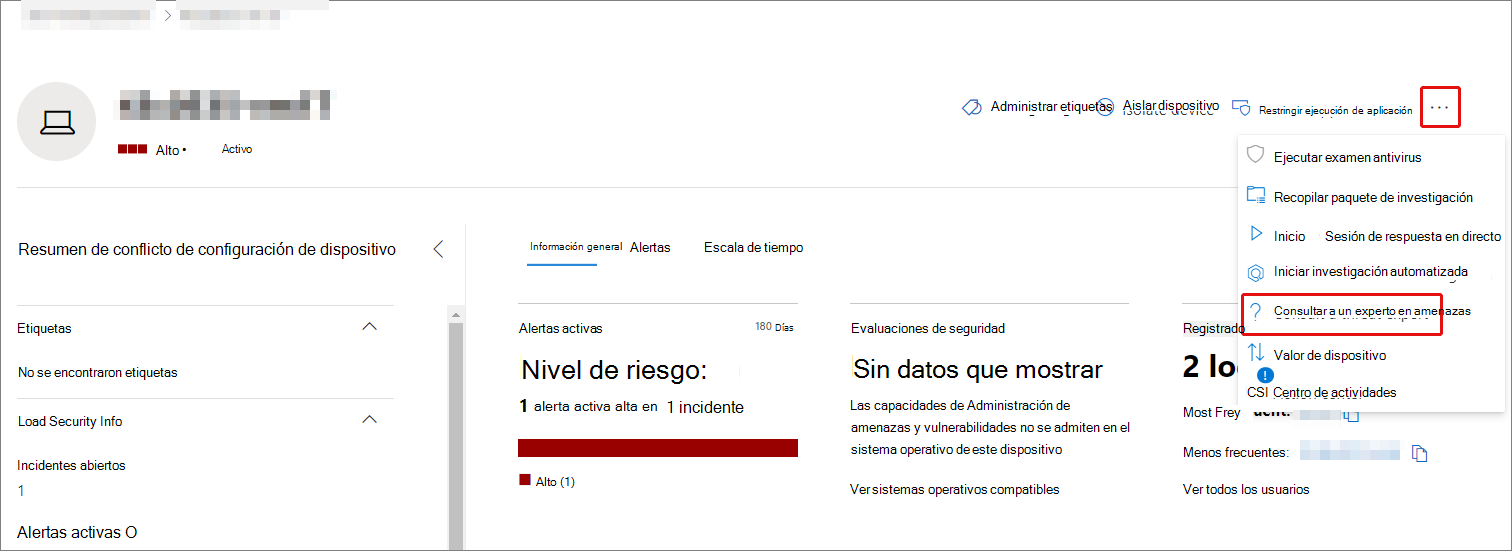 Administrar etiquetas
Aislar dispositivo
Restringir ejecución de aplicación
...
Alto •
Activo
Ejecutar examen antivirus
Recopilar paquete de investigación
Inicio Sesión de respuesta en directo
Iniciar investigación automatizada
Consultar a un experto en amenazas
Valor de dispositivo
CSI Centro de actividades
Resumen de conflicto de configuración de dispositivo
Información general
Alertas
Escala de tiempo
Etiquetas
No se encontraron etiquetas
Load Security Info
Incidentes abiertos
1
Alertas activas O
Alertas activas
180 Días
Nivel de riesgo:
1 alerta activa alta en 1 incidente
Alto (1)
Evaluaciones de seguridad
Sin datos que mostrar
Las capacidades de Administración de
amenazas y vulnerabilidades no se admiten en el
sistema operativo de este dispositivo
Ver sistemas operativos compatibles
Registrado
2
Most Frey
Menos frecuentes:
Ver todos los usuarios